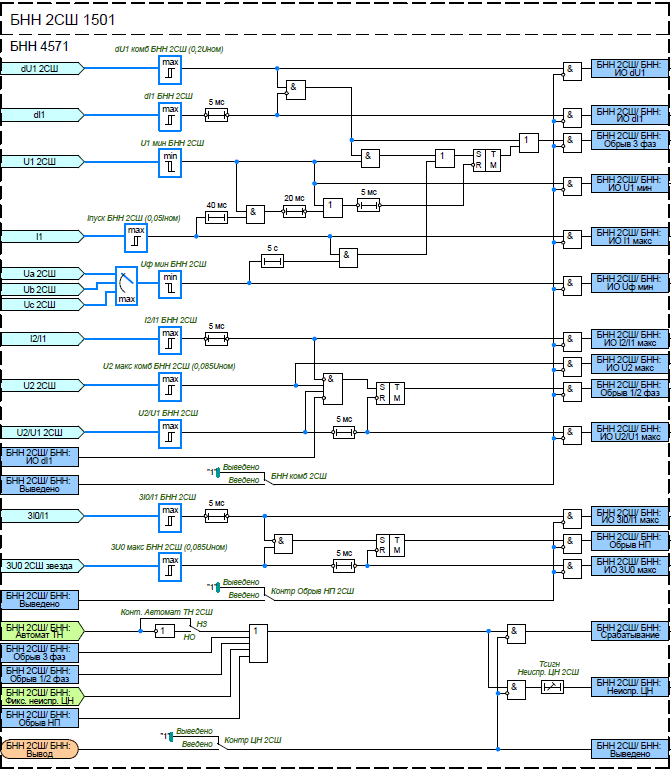 БНН 2СШ 1501
БНН 4571
dU1 комб БНН 2СШ (0,2Uном)
dU1 2СШ
max
&
БНН 2СШ/ БНН:
ИО dU1
&
dI1 БНН 2СШ
dI1
max
5 мс
&
БНН 2СШ/ БНН:
ИО dI1
&
БНН 2СШ/ БНН:
Обрыв 3 фаз
1
U1 мин БНН 2СШ
U1 2СШ
min
&
1
S T
R M
5 мс
20 мс
1
40 мс
&
&
БНН 2СШ/ БНН:
ИО U1 мин
Iпуск БНН 2СШ (0,05Iном)
I1
max
&
БНН 2СШ/ БНН:
ИО I1 макс
5 с
&
Uф мин БНН 2СШ
Ua 2СШ
Ub 2СШ
Uc 2СШ
max
min
&
БНН 2СШ/ БНН:
ИО Uф мин
I2/I1 БНН 2СШ
I2/I1
max
5 мс
&
БНН 2СШ/ БНН:
ИО I2/I1 макс
&
БНН 2СШ/ БНН:
ИО U2 макс
U2 макс комб БНН 2СШ (0,085Uном)
U2 2СШ
max
&
S T
R M
&
БНН 2СШ/ БНН:
Обрыв 1/2 фаз
U2/U1 БНН 2СШ
U2/U1 2СШ
max
5 мс
&
БНН 2СШ/ БНН:
ИО U2/U1 макс
БНН 2СШ/ БНН:
ИО dI1
БНН 2СШ/ БНН:
Выведено
"1"
Выведено
Введено
БНН комб 2СШ
3I0/I1 БНН 2СШ
3I0/I1
max
5 мс
&
БНН 2СШ/ БНН:
ИО 3I0/I1 макс
&
S T
R M
&
БНН 2СШ/ БНН:
Обрыв НП
3U0 макс БНН 2СШ (0,085Uном)
3U0 2СШ звезда
max
5 мс
&
БНН 2СШ/ БНН:
ИО 3U0 макс
БНН 2СШ/ БНН:
Выведено
"1"
Выведено
Введено
Контр Обрыв НП 2СШ
Конт. Автомат ТН 2СШ
БНН 2СШ/ БНН:
Автомат ТН
1
НЗ
НО
1
&
БНН 2СШ/ БНН:
Срабатывание
БНН 2СШ/ БНН:
Обрыв 3 фаз
БНН 2СШ/ БНН:
Обрыв 1/2 фаз
Тсигн
Неиспр. ЦН 2СШ
&
БНН 2СШ/ БНН:
Неиспр. ЦН
БНН 2СШ/ БНН:
Фикс. неиспр. ЦН
БНН 2СШ/ БНН:
Обрыв НП
БНН 2СШ/ БНН:
Вывод
"1"
Выведено
Введено
Контр ЦН 2СШ
БНН 2СШ/ БНН:
Выведено